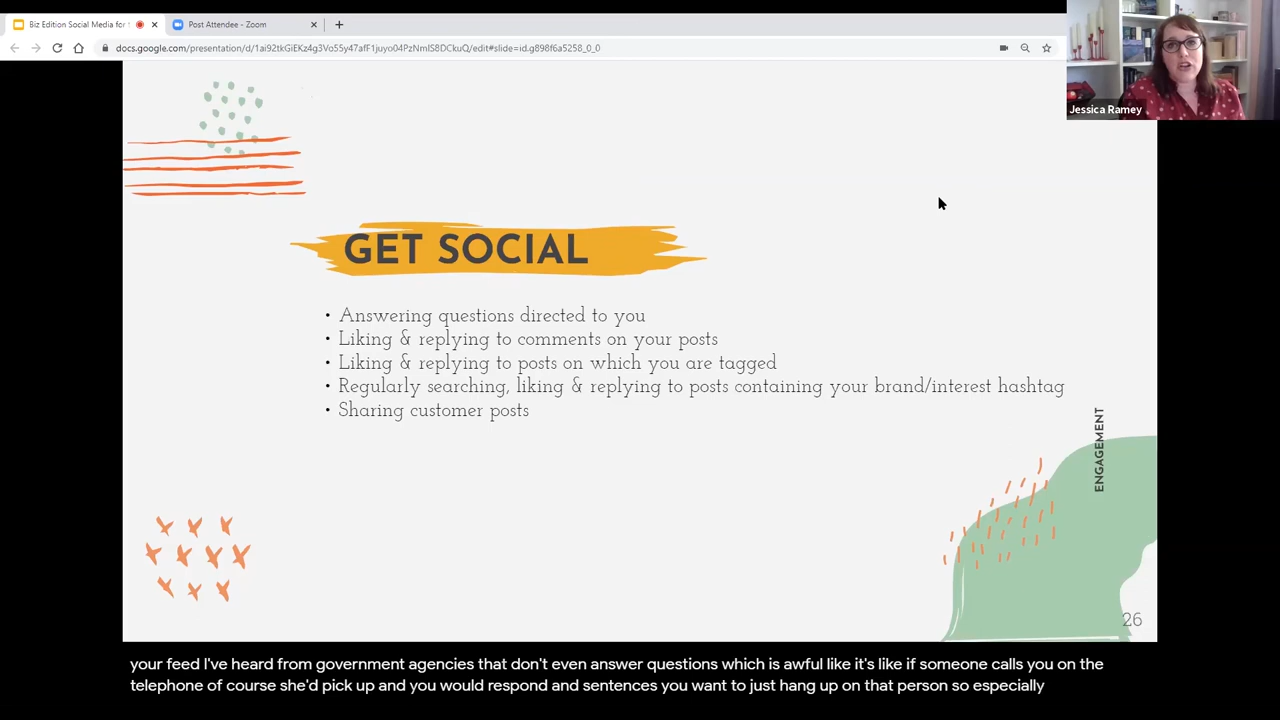 Biz Edition Social Media for
Post Attendee - Zoom
docs.google.com/presentation/d/1ai92tkGiEKz4g3Vo55y47afF1juyo04PzNmIS8DCkuQ/edit#slide=id.g898f6a5258_0_0
Jessica Ramey
GET SOCIAL
• Answering questions directed to you
• Liking & replying to comments on your posts
• Liking & replying to posts on which you are tagged
• Regularly searching, liking & replying to posts containing your brand/interest hashtag
• Sharing customer posts
ENGAGEMENT
26
your feed I've heard from government agencies that don't even answer questions which is awful like it's like if someone calls you on the
telephone of course she'd pick up and you would respond and sentences you want to just hang up on that person so especially